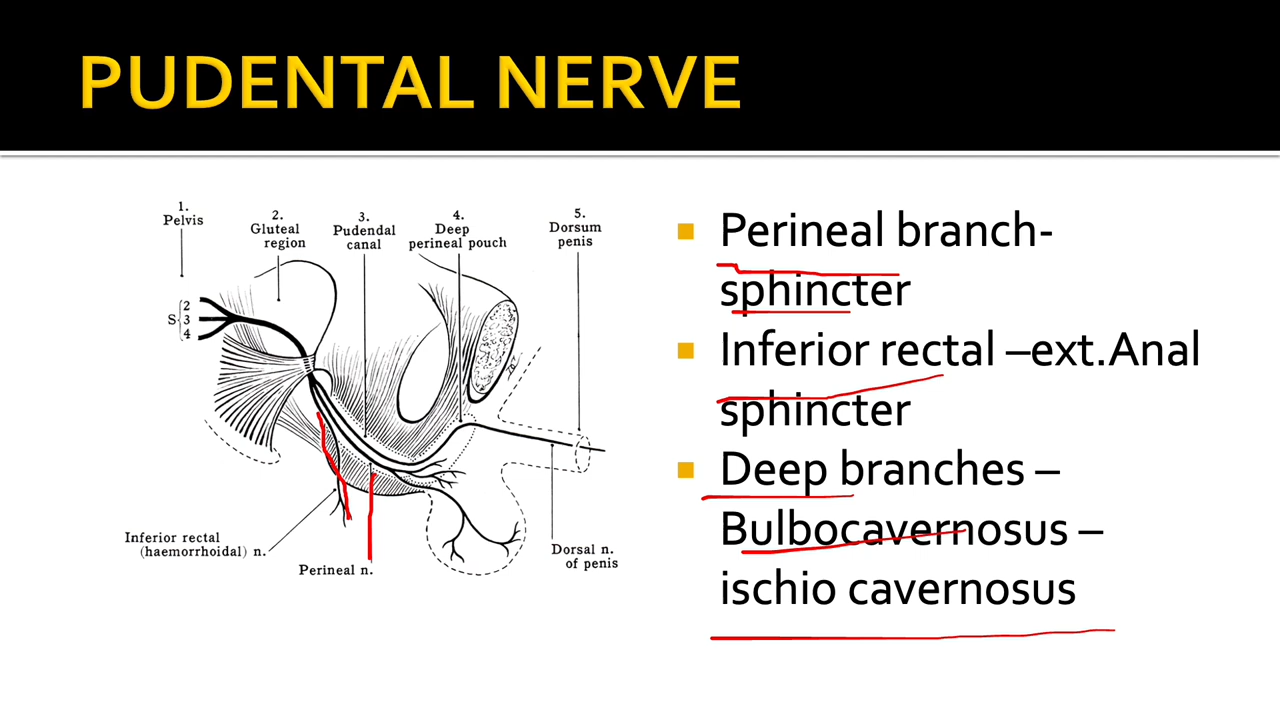 PUDENTAL NERVE
1.
Pelvis
2.
Gluteal
region
3.
Pudendal
canal
4.
Deep
perineal pouch
5.
Dorsum
penis
S
2
3
4
Inferior rectal
(haemorrhoidal) n.
Perineal n.
Dorsal n.
of penis
Perineal branch-
sphincter
Inferior rectal –ext.Anal
sphincter
Deep branches –
Bulbocavernosus –
ischio cavernosus